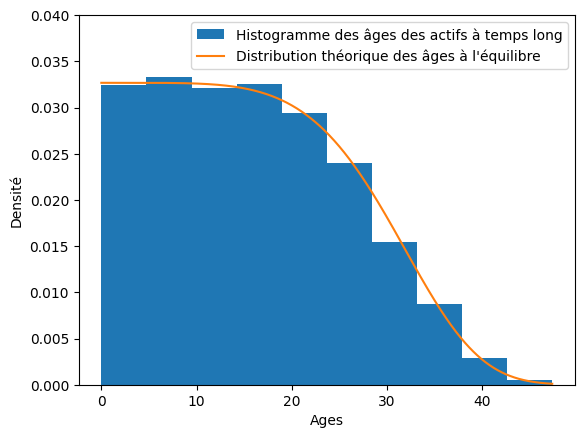 Histogramme des âges des actifs à temps long
Distribution théorique des âges à l'équilibre
0.040
0.035
0.030
0.025
0.020
0.015
0.010
0.005
0.000
Densité
0 10 20 30 40
Ages